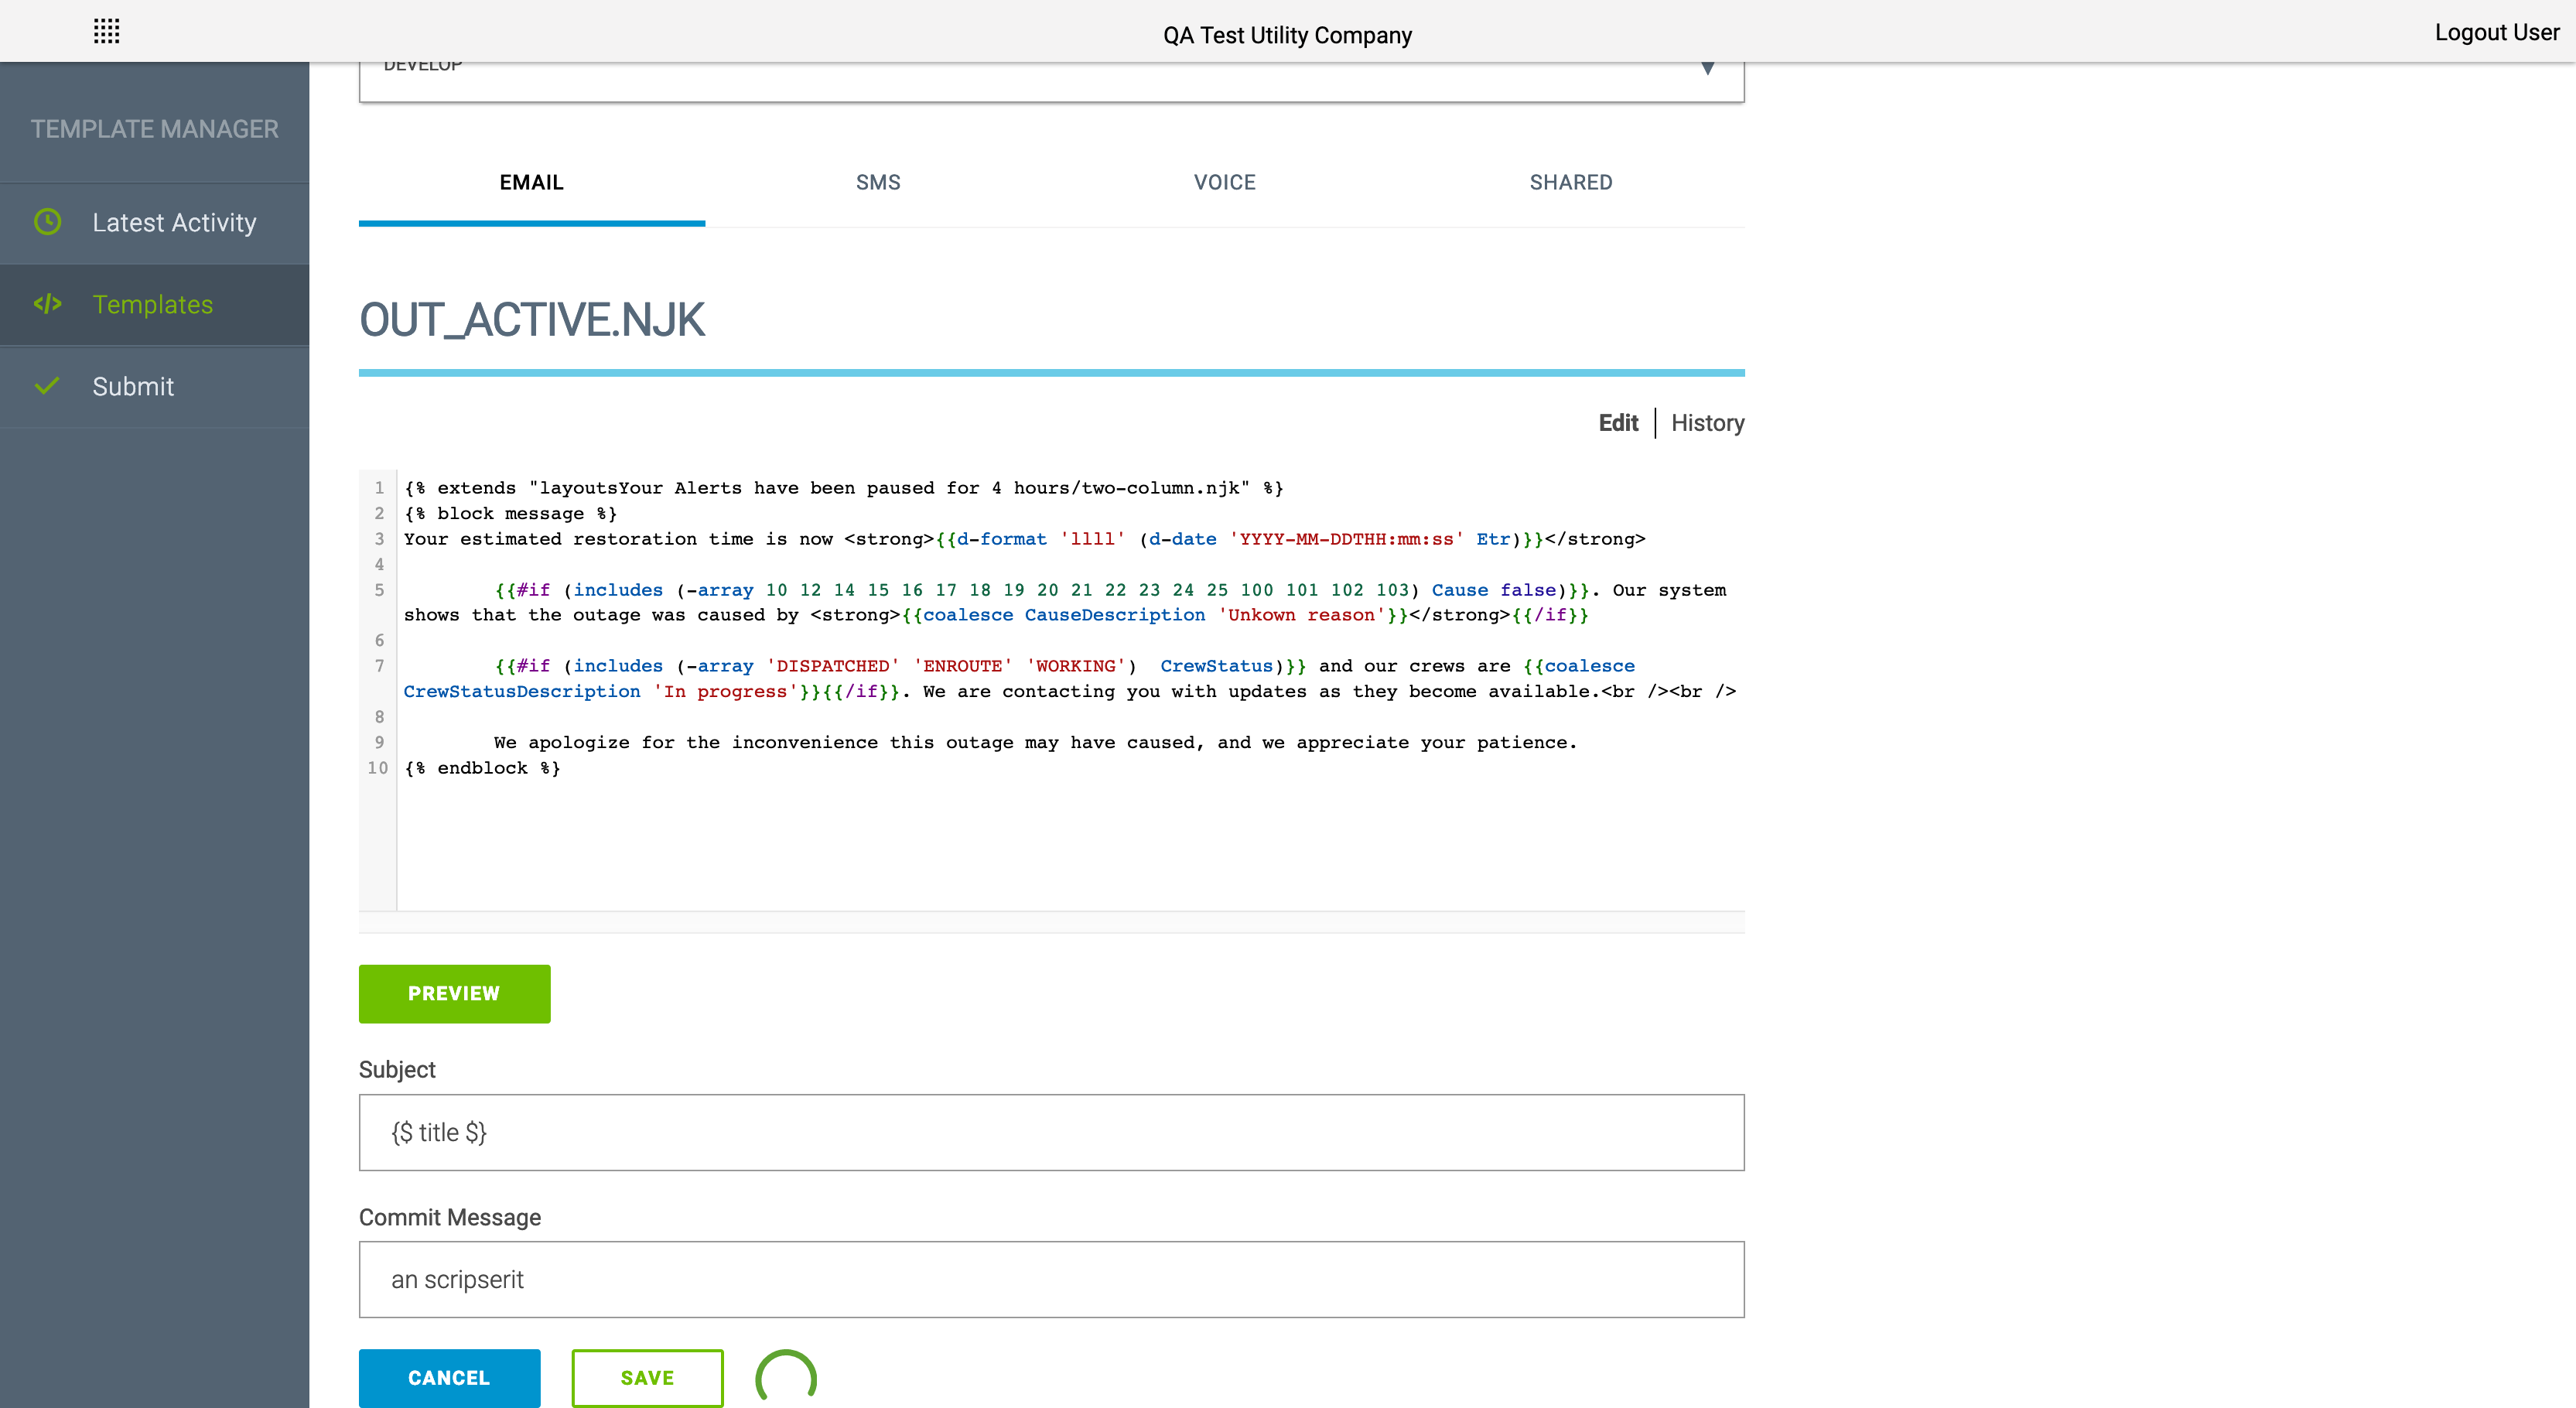 QA Test Utility Company
Logout User
TEMPLATE MANAGER
Latest Activity
Templates
Submit
DEVELOP
EMAIL
SMS
VOICE
SHARED
OUT_ACTIVE.NJK
Edit
History
1 {% extends "layoutsYour Alerts have been paused for 4 hours/two-column.njk" %}
2 {% block message %}
3 Your estimated restoration time is now <strong>{{d-format 'llll' (d-date 'YYYY-MM-DDTHH:mm:ss' Etr)}}</strong>
4
5 {{#if (includes (-array 10 12 14 15 16 17 18 19 20 21 22 23 24 25 100 101 102 103) Cause false)}}. Our system
shows that the outage was caused by <strong>{{coalesce CauseDescription 'Unkown reason'}}</strong>{{/if}}
6
7 {{#if (includes (-array 'DISPATCHED' 'ENROUTE' 'WORKING')  CrewStatus)}} and our crews are {{coalesce
CrewStatusDescription 'In progress'}}{{/if}}. We are contacting you with updates as they become available.<br /><br />
8
9 We apologize for the inconvenience this outage may have caused, and we appreciate your patience.
10 {% endblock %}
PREVIEW
Subject
{$ title $}
Commit Message
an scripserit
CANCEL
SAVE